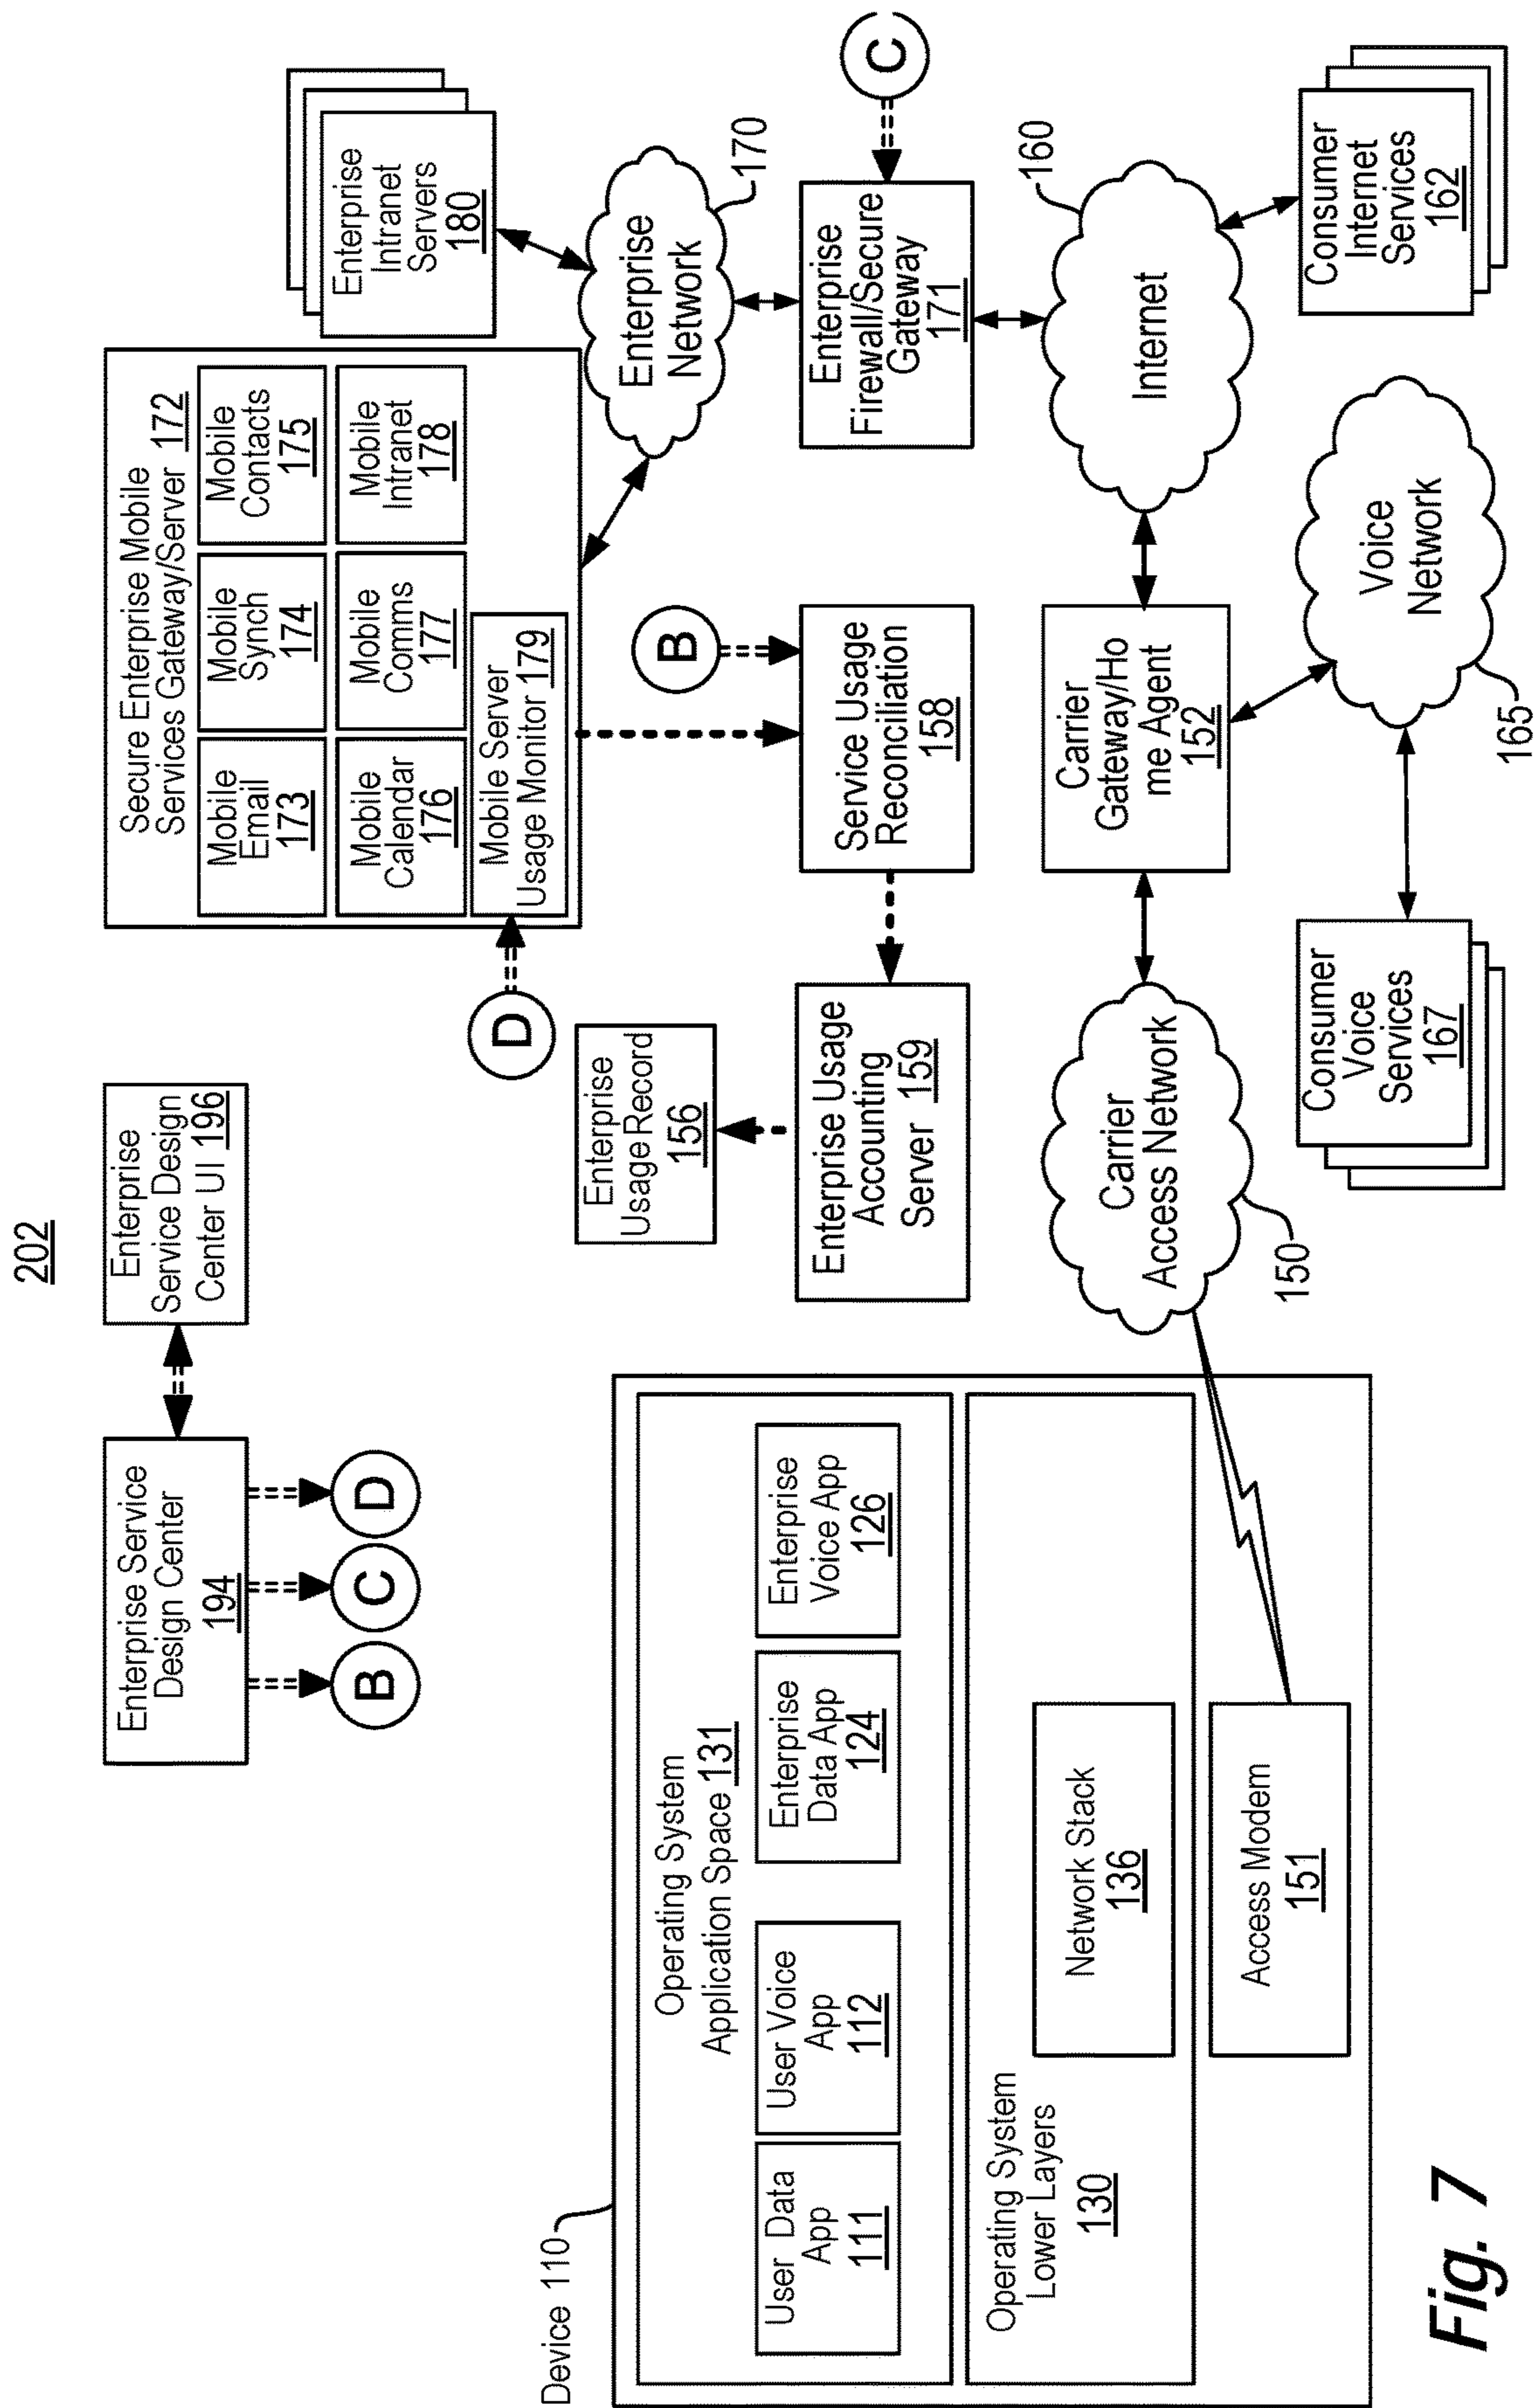 202
Enterprise Service
Design Center
194
Enterprise
Service Design
Center UI 196
B
C
D
Secure Enterprise Mobile
Services Gateway/Server 172
Mobile
Email
173
Mobile
Synch
174
Mobile
Contacts
175
Mobile
Calendar
176
Mobile
Comms
177
Mobile
Intranet
178
Mobile Server
Usage Monitor 179
D
Enterprise
Intranet
Servers
180
Enterprise
Network
170
Enterprise
Usage Record
156
B
Enterprise Usage
Accounting
Server 159
Service Usage
Reconciliation
158
Enterprise
Firewall/Secure
Gateway
171
C
Device 110
Operating System
Application Space 131
User Data
App
111
User Voice
App
112
Enterprise
Data App
124
Enterprise
Voice App
126
Operating System
Lower Layers
130
Network Stack
136
Access Modem
151
Carrier
Access Network
150
Carrier
Gateway/Ho
me Agent
152
Internet
160
Consumer
Voice
Services
167
Voice
Network
165
Consumer
Internet
Services
162
Fig. 7